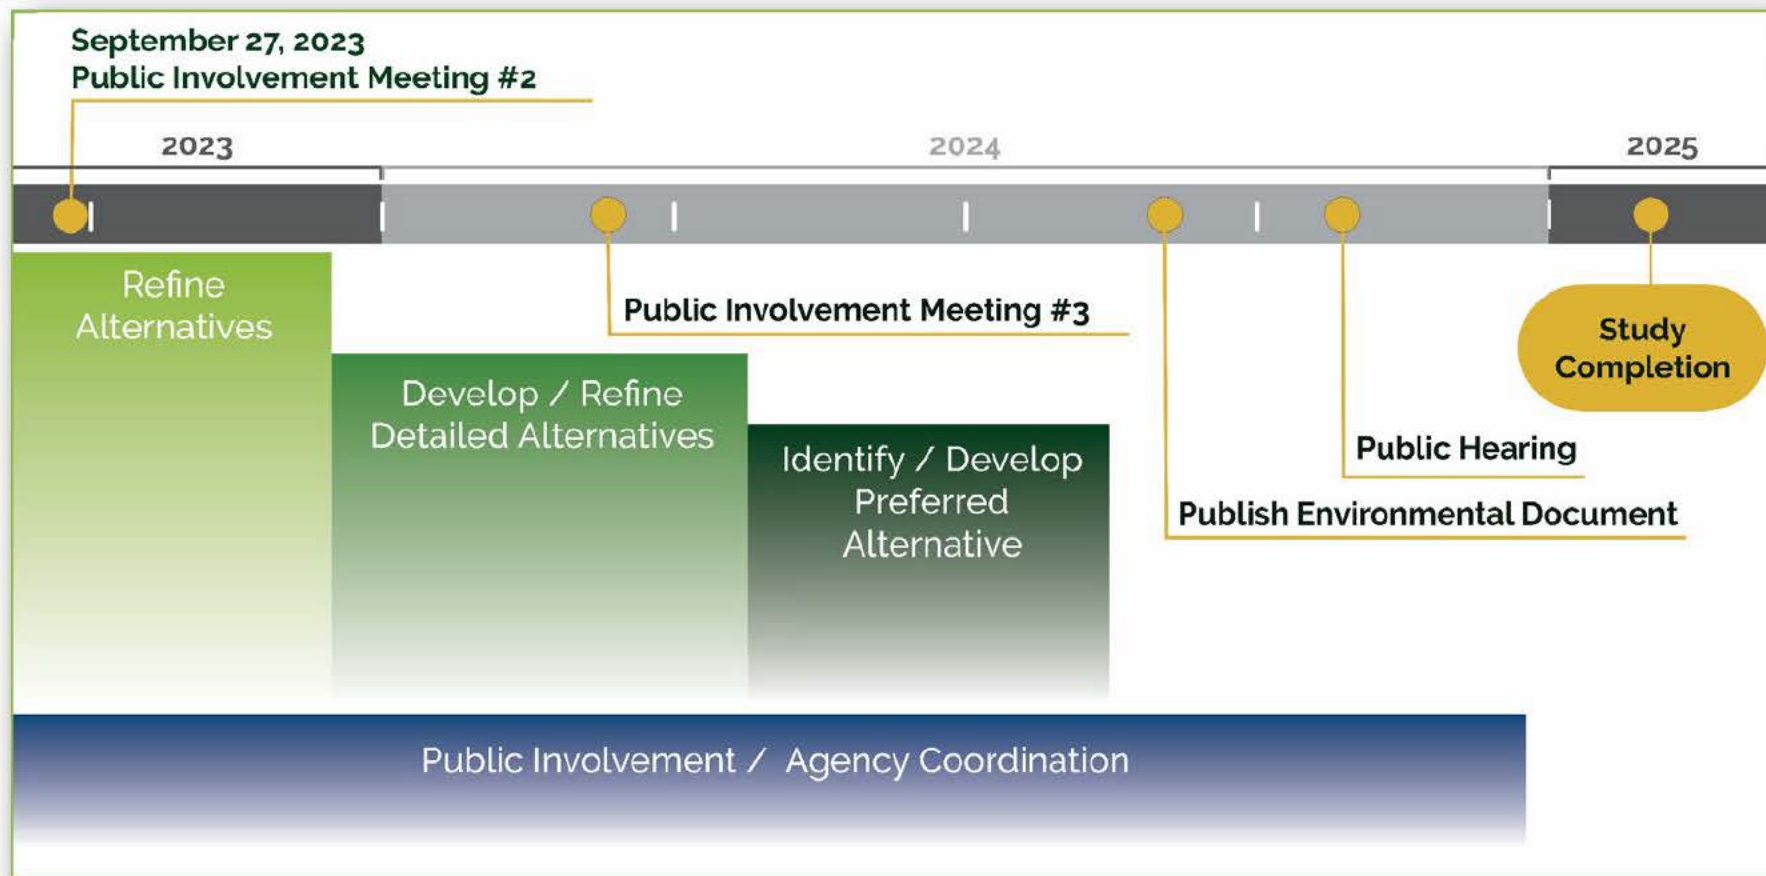 September 27, 2023
Public Involvement Meeting #2
2023
2024
2025
Refine
Alternatives
Public Involvement Meeting #3
Study
Completion
Develop / Refine
Detailed Alternatives
Identify / Develop
Preferred
Alternative
Public Hearing
Publish Environmental Document
Public Involvement / Agency Coordination